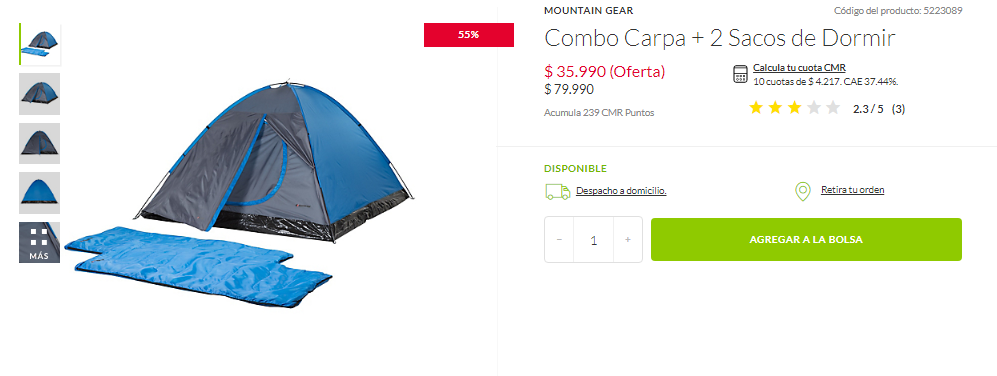 MOUNTAIN GEAR
Código del producto: 5223089
Combo Carpa + 2 Sacos de Dormir
55%
$ 35.990 (Oferta)
$ 79.990
Acumula 239 CMR Puntos
Calcula tu cuota CMR
10 cuotas de $ 4.217. CAE 37.44%.
2.3 / 5 (3)
DISPONIBLE
Despacho a domicilio.
Retira tu orden
MÁS
− 1 +
AGREGAR A LA BOLSA